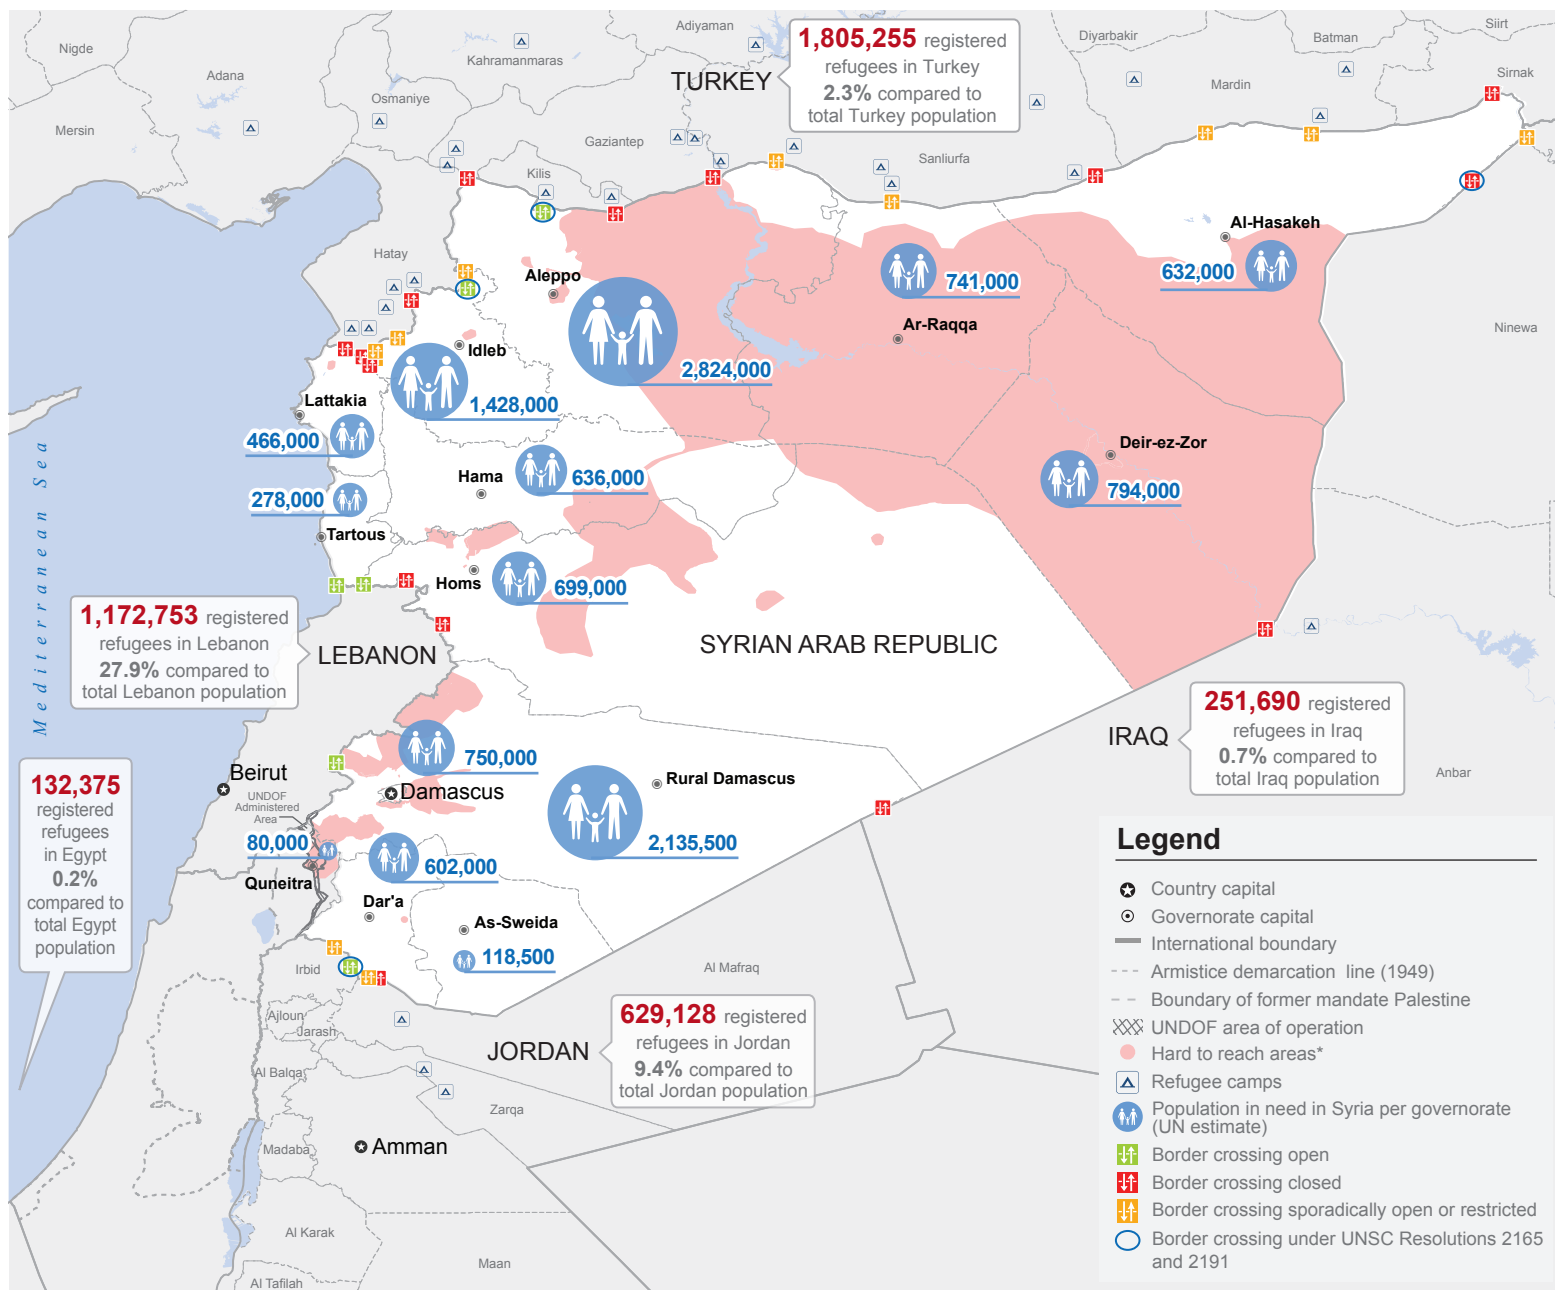 Nigde
Adana
Mersin
Osmaniye
Kahramanmaras
Adiyaman
Gaziantep
Kilis
Hatay
Sanliurfa
Diyarbakir
Mardin
Batman
Siirt
Sirnak
Ninewa
Anbar
TURKEY
1,805,255 registered
refugees in Turkey
2.3% compared to
total Turkey population
Al-Hasakeh
632,000
741,000
Ar-Raqqa
Aleppo
2,824,000
Idleb
1,428,000
Lattakia
466,000
Hama
636,000
278,000
Tartous
Deir-ez-Zor
794,000
Homs
699,000
Mediterranean Sea
1,172,753 registered
refugees in Lebanon
27.9% compared to
total Lebanon population
LEBANON
SYRIAN ARAB REPUBLIC
IRAQ
251,690 registered
refugees in Iraq
0.7% compared to
total Iraq population
132,375
registered
refugees
in Egypt
0.2%
compared to
total Egypt
population
Beirut
UNDOF
Administered
Area
750,000
Damascus
Rural Damascus
2,135,500
80,000
Quneitra
602,000
Dar'a
As-Sweida
118,500
Irbid
Ajloun
Jarash
Al Balqa
Al Mafraq
JORDAN
629,128 registered
refugees in Jordan
9.4% compared to
total Jordan population
Zarqa
Amman
Madaba
Al Karak
Maan
Al Tafilah
Legend
Country capital
Governorate capital
International boundary
Armistice demarcation line (1949)
Boundary of former mandate Palestine
UNDOF area of operation
Hard to reach areas*
Refugee camps
Population in need in Syria per governorate
(UN estimate)
Border crossing open
Border crossing closed
Border crossing sporadically open or restricted
Border crossing under UNSC Resolutions 2165
and 2191